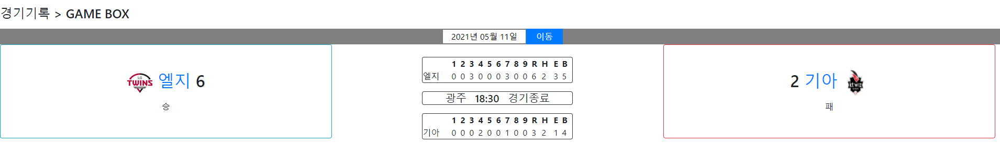 경기기록 > GAME BOX
2021년 05월 11일 이동
LG TWINS 엘지 6
승
1 2 3 4 5 6 7 8 9 R H E B
엘지 0 0 3 0 0 0 3 0 0 6 2 3 5
광주 18:30 경기종료
1 2 3 4 5 6 7 8 9 R H E B
기아 0 0 0 2 0 0 1 0 0 3 2 1 4
2 기아 kt wiz
패